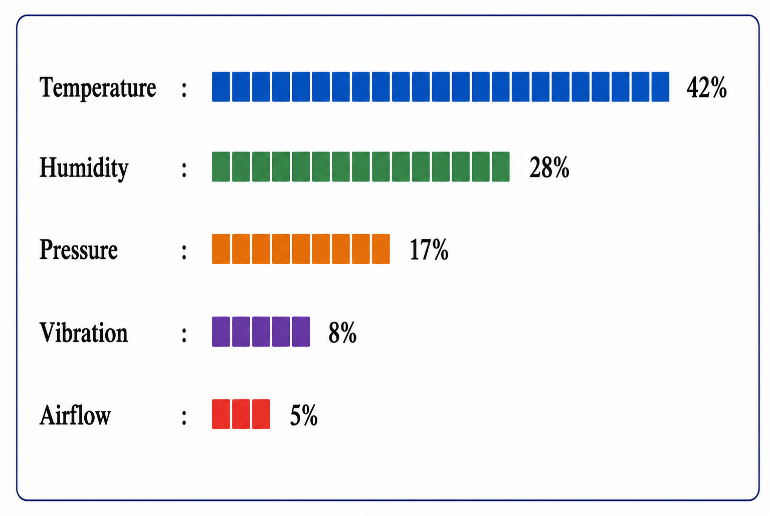 Temperature : 42%
Humidity : 28%
Pressure : 17%
Vibration : 8%
Airflow : 5%